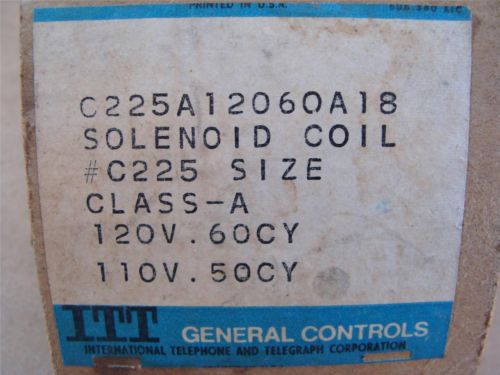 PRINTED IN U.S.A.
C225A12060A18
SOLENOID COIL
#C225 SIZE
CLASS-A
120V.60CY
110V.50CY
ITT GENERAL CONTROLS
INTERNATIONAL TELEPHONE AND TELEGRAPH CORPORATION